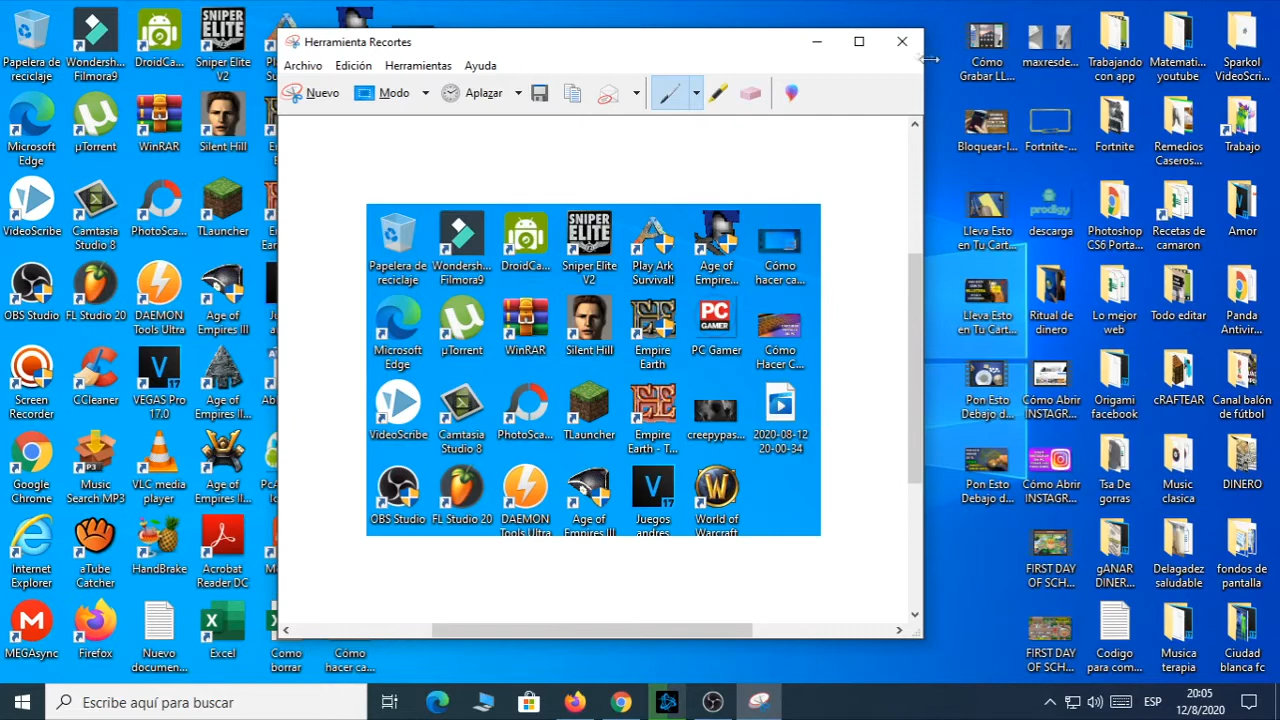 Herramienta Recortes
Archivo Edición Herramientas Ayuda
Nuevo Modo Aplazar
Papelera de reciclaje
Wondersh... Filmora9
DroidCa...
Sniper Elite V2
SNIPER ELITE
Microsoft Edge
µTorrent
WinRAR
Silent Hill
VideoScribe
Camtasia Studio 8
PhotoSca...
TLauncher
OBS Studio
FL Studio 20
DAEMON Tools Ultra
Age of Empires III
Screen Recorder
CCleaner
VEGAS Pro 17.0
Age of Empires II...
Google Chrome
Music Search MP3
VLC media player
Age of Empires II...
Internet Explorer
aTube Catcher
HandBrake
Acrobat Reader DC
MEGAsync
Firefox
Nuevo documen...
Excel
Como borrar
Cómo hacer ca...
Papelera de reciclaje
Wondersh... Filmora9
DroidCa...
SNIPER ELITE
Sniper Elite V2
Play Ark Survival!
Age of Empire...
Cómo hacer ca...
Microsoft Edge
µTorrent
WinRAR
Silent Hill
Empire Earth
PC GAMER
PC Gamer
Cómo Hacer C...
VideoScribe
Camtasia Studio 8
PhotoSca...
TLauncher
Empire Earth - T...
creepypas...
2020-08-12 20-00-34
OBS Studio
FL Studio 20
DAEMON Tools Ultra
Age of Empires III
Juegos andres
World of Warcraft
Cómo Grabar LL...
maxresde...
Trabajando con app
Matemati... youtube
Sparkol VideoScri...
Bloquear-l...
Fortnite-...
Fortnite
Remedios Caseros...
Trabajo
Lleva Esto en Tu Cart...
prodigy
descarga
Photoshop CS6 Porta...
Recetas de camaron
Amor
Lleva Esto en Tu Cart...
Ritual de dinero
Lo mejor web
Todo editar
Panda Antivir...
Pon Esto Debajo d...
Cómo Abrir INSTAGR...
Origami facebook
cRAFTEAR
Canal balón de fútbol
Pon Esto Debajo d...
Cómo Abrir INSTAGR...
Tsa De gorras
Music clasica
DINERO
FIRST DAY OF SCH...
gANAR DINER...
Delagadez saludable
fondos de pantalla
FIRST DAY OF SCH...
Codigo para com...
Musica terapia
Ciudad blanca fc
Escribe aquí para buscar
ESP
20:05
12/8/2020